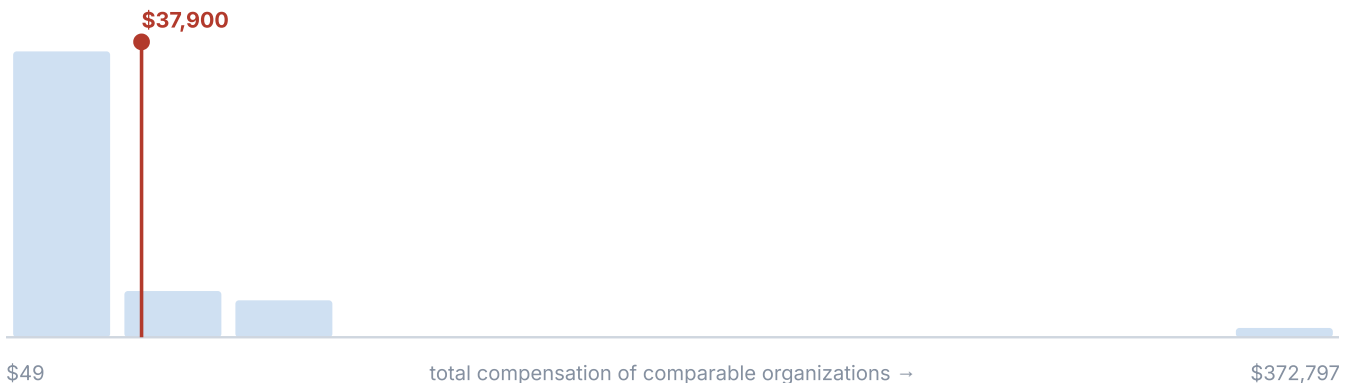 $37,900
$49
total compensation of comparable organizations →
$372,797